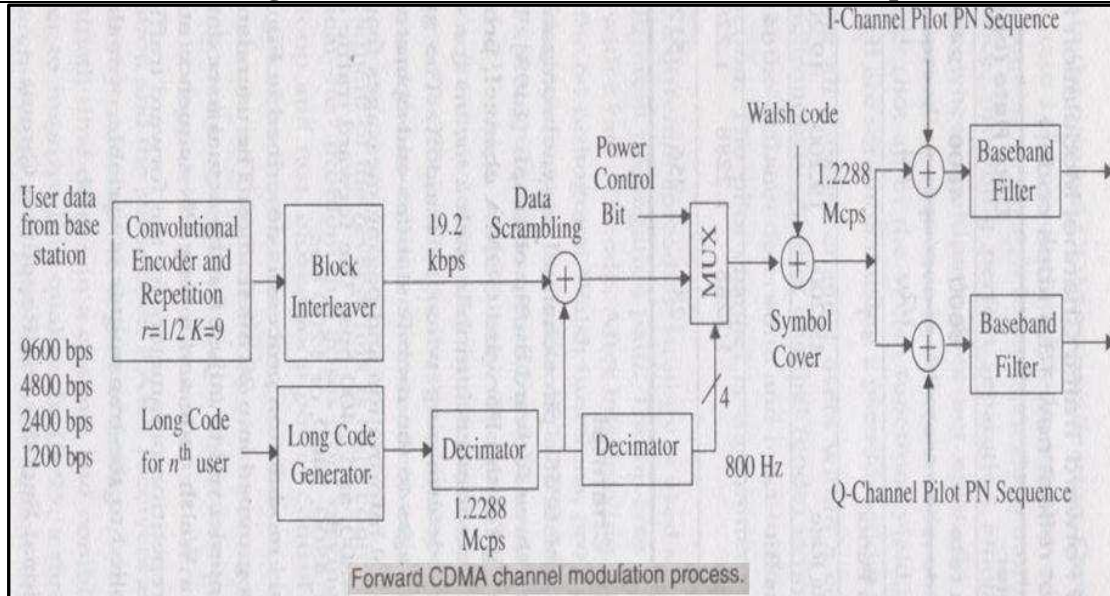 I-Channel Pilot PN Sequence
Walsh code
Power
Control
Bit
1.2288
Mcps
Baseband
Filter
User data
from base
station
Convolutional
Encoder and
Repetition
r=1/2 K=9
Block
Interleaver
19.2
kbps
Data
Scrambling
MUX
Symbol
Cover
Baseband
Filter
9600 bps
4800 bps
2400 bps
1200 bps
Long Code
for nth user
Long Code
Generator
Decimator
Decimator
4
800 Hz
1.2288
Mcps
Q-Channel Pilot PN Sequence
Forward CDMA channel modulation process.